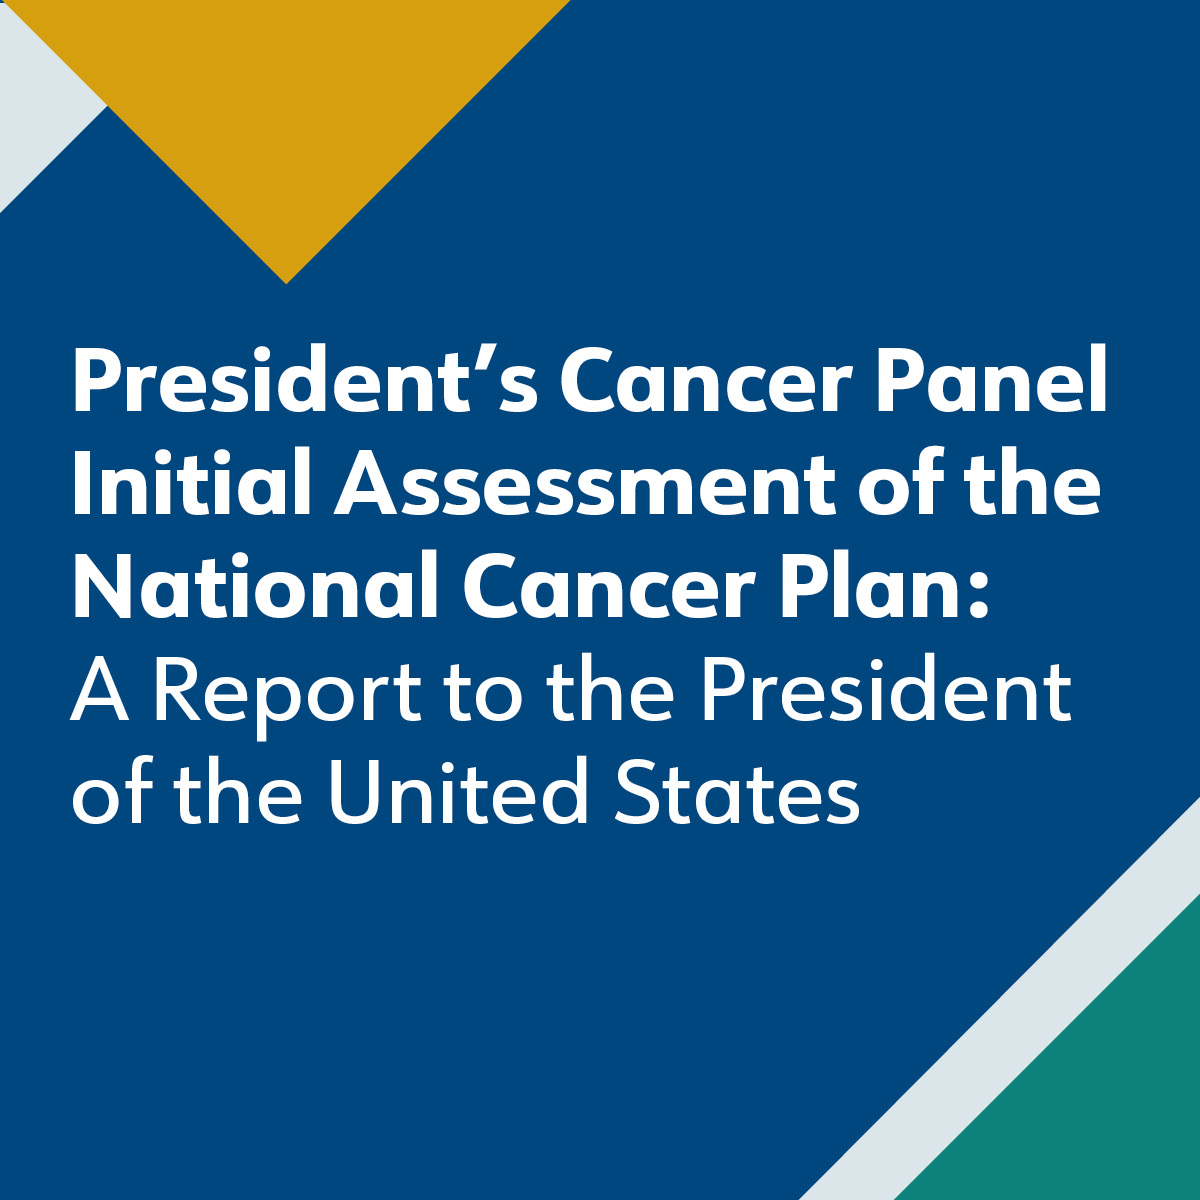 President’s Cancer Panel
Initial Assessment of the
National Cancer Plan:
A Report to the President
of the United States